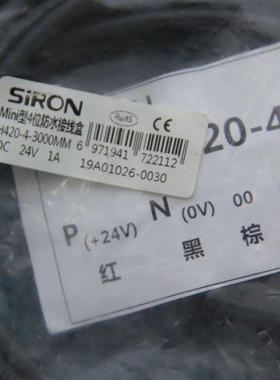 SiRON
RoHS
CE
Mini型4位防水接线盒
H420-4-3000MM
6 971941 722112
DC 24V 1A
19A01026-0030
20-4
P (+24V) N (0V) 00
红 黑 棕